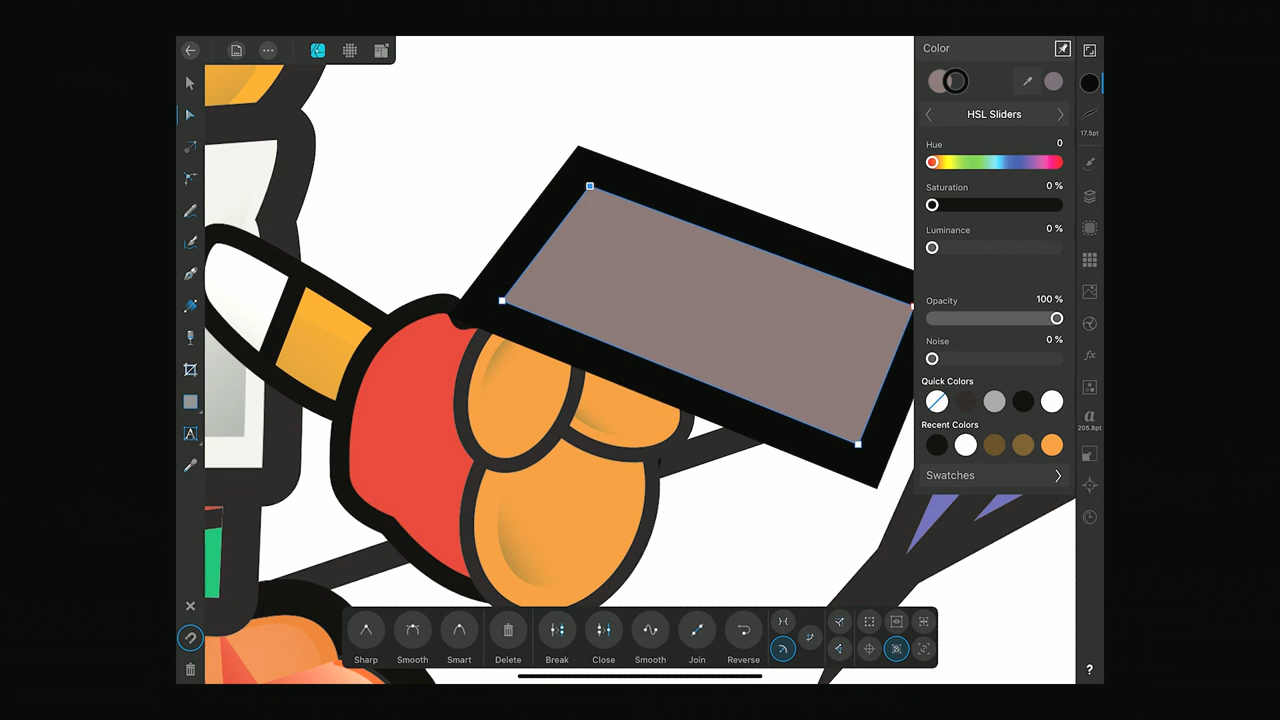 Color
HSL Sliders
Hue 0
17.5pt
Saturation 0 %
Luminance 0 %
Opacity 100 %
Noise 0 %
fx
Quick Colors
a
205.8pt
Recent Colors
A
Swatches
Sharp Smooth Smart Delete Break Close Smooth Join Reverse
?